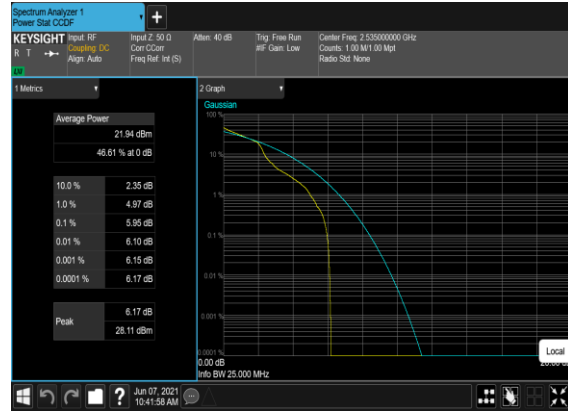 Spectrum Analyzer 1
Power Stat CCDF
KEYSIGHT
R T
LM
Input: RF
Coupling: DC
Align: Auto
Input Z: 50 Ω
Corr CCorr
Freq Ref: Int (S)
Atten: 40 dB
Trig: Free Run
#IF Gain: Low
Center Freq: 2.535000000 GHz
Counts: 1.00 M/1.00 Mpt
Radio Std: None
1 Metrics
Average Power
21.94 dBm
46.61 % at 0 dB
10.0 % 2.35 dB
1.0 % 4.97 dB
0.1 % 5.95 dB
0.01 % 6.10 dB
0.001 % 6.15 dB
0.0001 % 6.17 dB
Peak 6.17 dB
28.11 dBm
2 Graph
Gaussian
100 %
10 %
1 %
0.1 %
0.01 %
0.001 %
0.0001 %
0.00 dB
Info BW 25.000 MHz
Local
?
Jun 07, 2021
10:41:58 AM